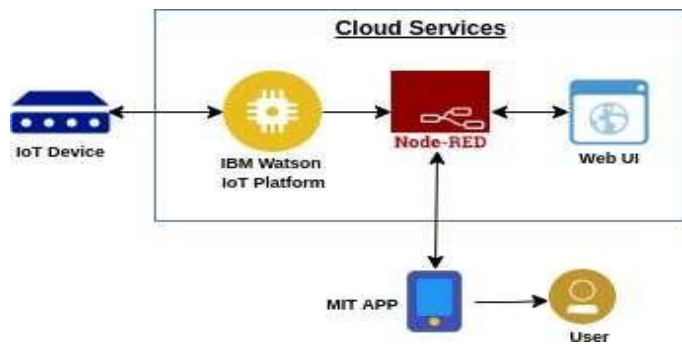 Cloud Services
IoT Device
IBM Watson
IoT Platform
Node-RED
Web UI
MIT APP
User